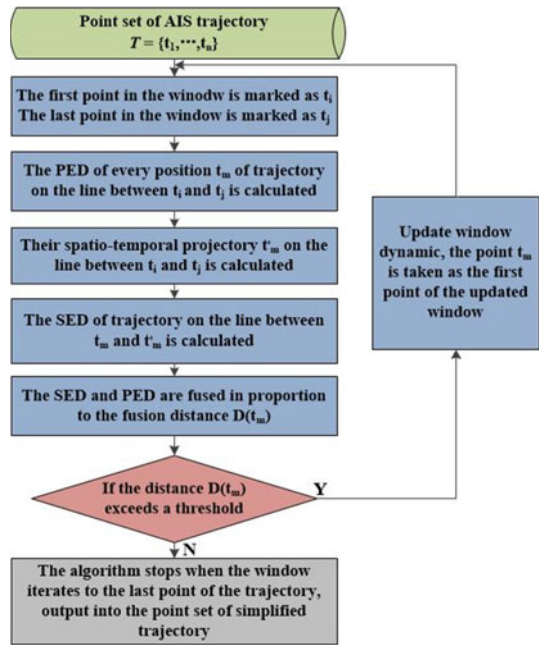 Point set of AIS trajectory
T = {t₁,···,tₙ}
The first point in the winodw is marked as tᵢ
The last point in the window is marked as tⱼ
The PED of every position tₘ of trajectory
on the line between tᵢ and tⱼ is calculated
Their spatio-temporal projectory t'ₘ on the
line between tᵢ and tⱼ is calculated
The SED of trajectory on the line between
tₘ and t'ₘ is calculated
The SED and PED are fused in proportion
to the fusion distance D(tₘ)
If the distance D(tₘ)
exceeds a threshold
Y
N
The algorithm stops when the window
iterates to the last point of the trajectory,
output into the point set of simplified
trajectory
Update window
dynamic, the point tₘ
is taken as the first
point of the updated
window